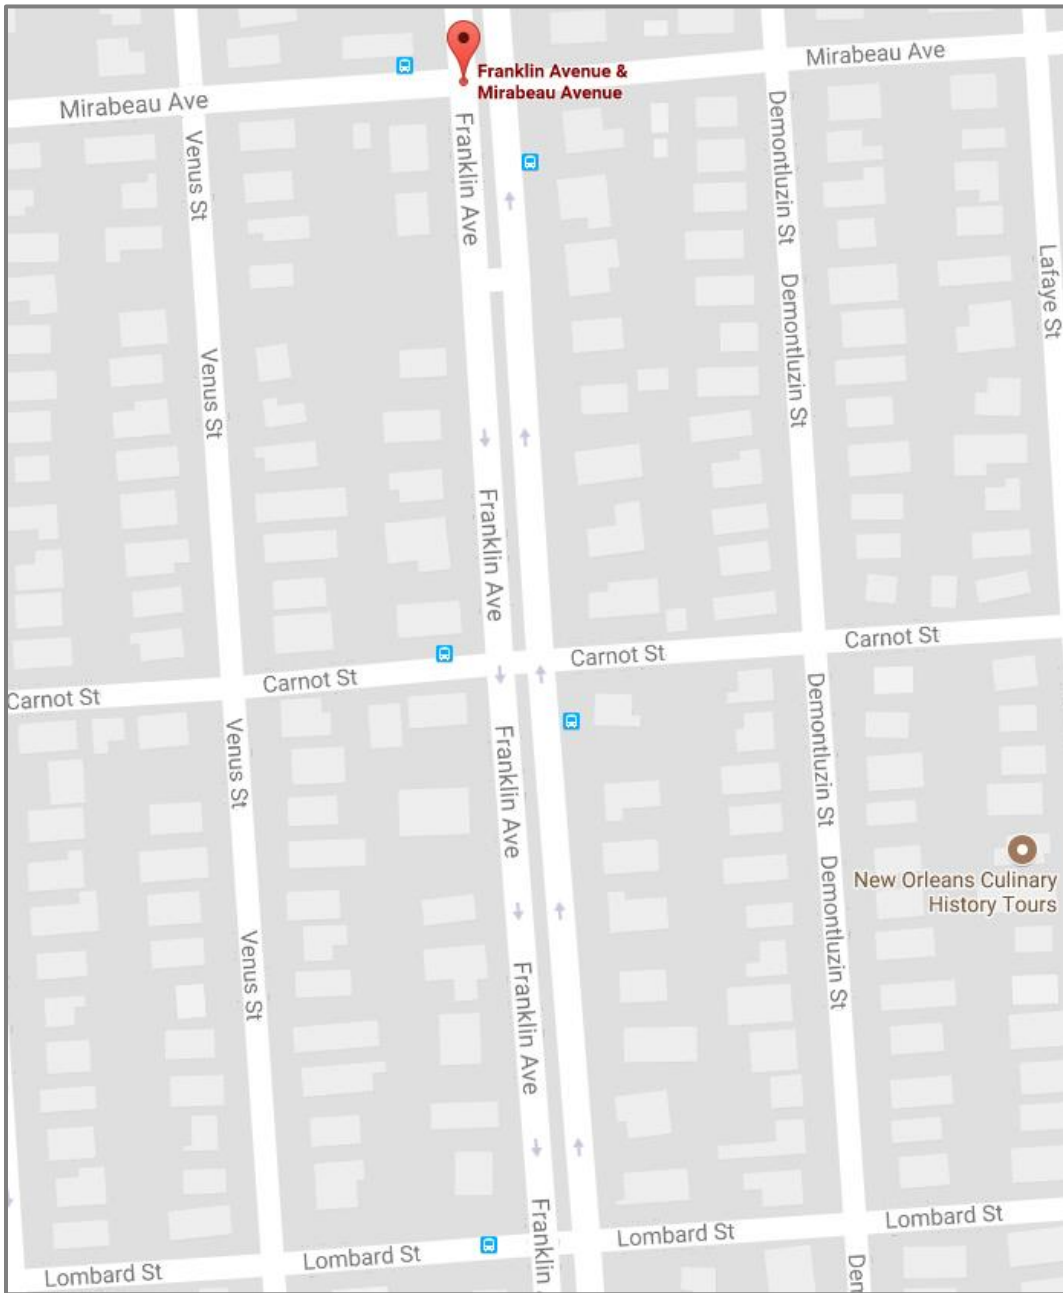 Mirabeau Ave
Franklin Avenue &
Mirabeau Avenue
Mirabeau Ave
Venus St
Franklin Ave
Demontluzin St
Lafaye St
Demontluzin St
Venus St
Franklin Ave
Carnot St
Carnot St
Carnot St
Carnot St
Venus St
Franklin Ave
Demontluzin St
New Orleans Culinary
History Tours
Demontluzin St
Venus St
Franklin Ave
Franklin
Lombard St
Lombard St
Lombard St
Lombard St
Den